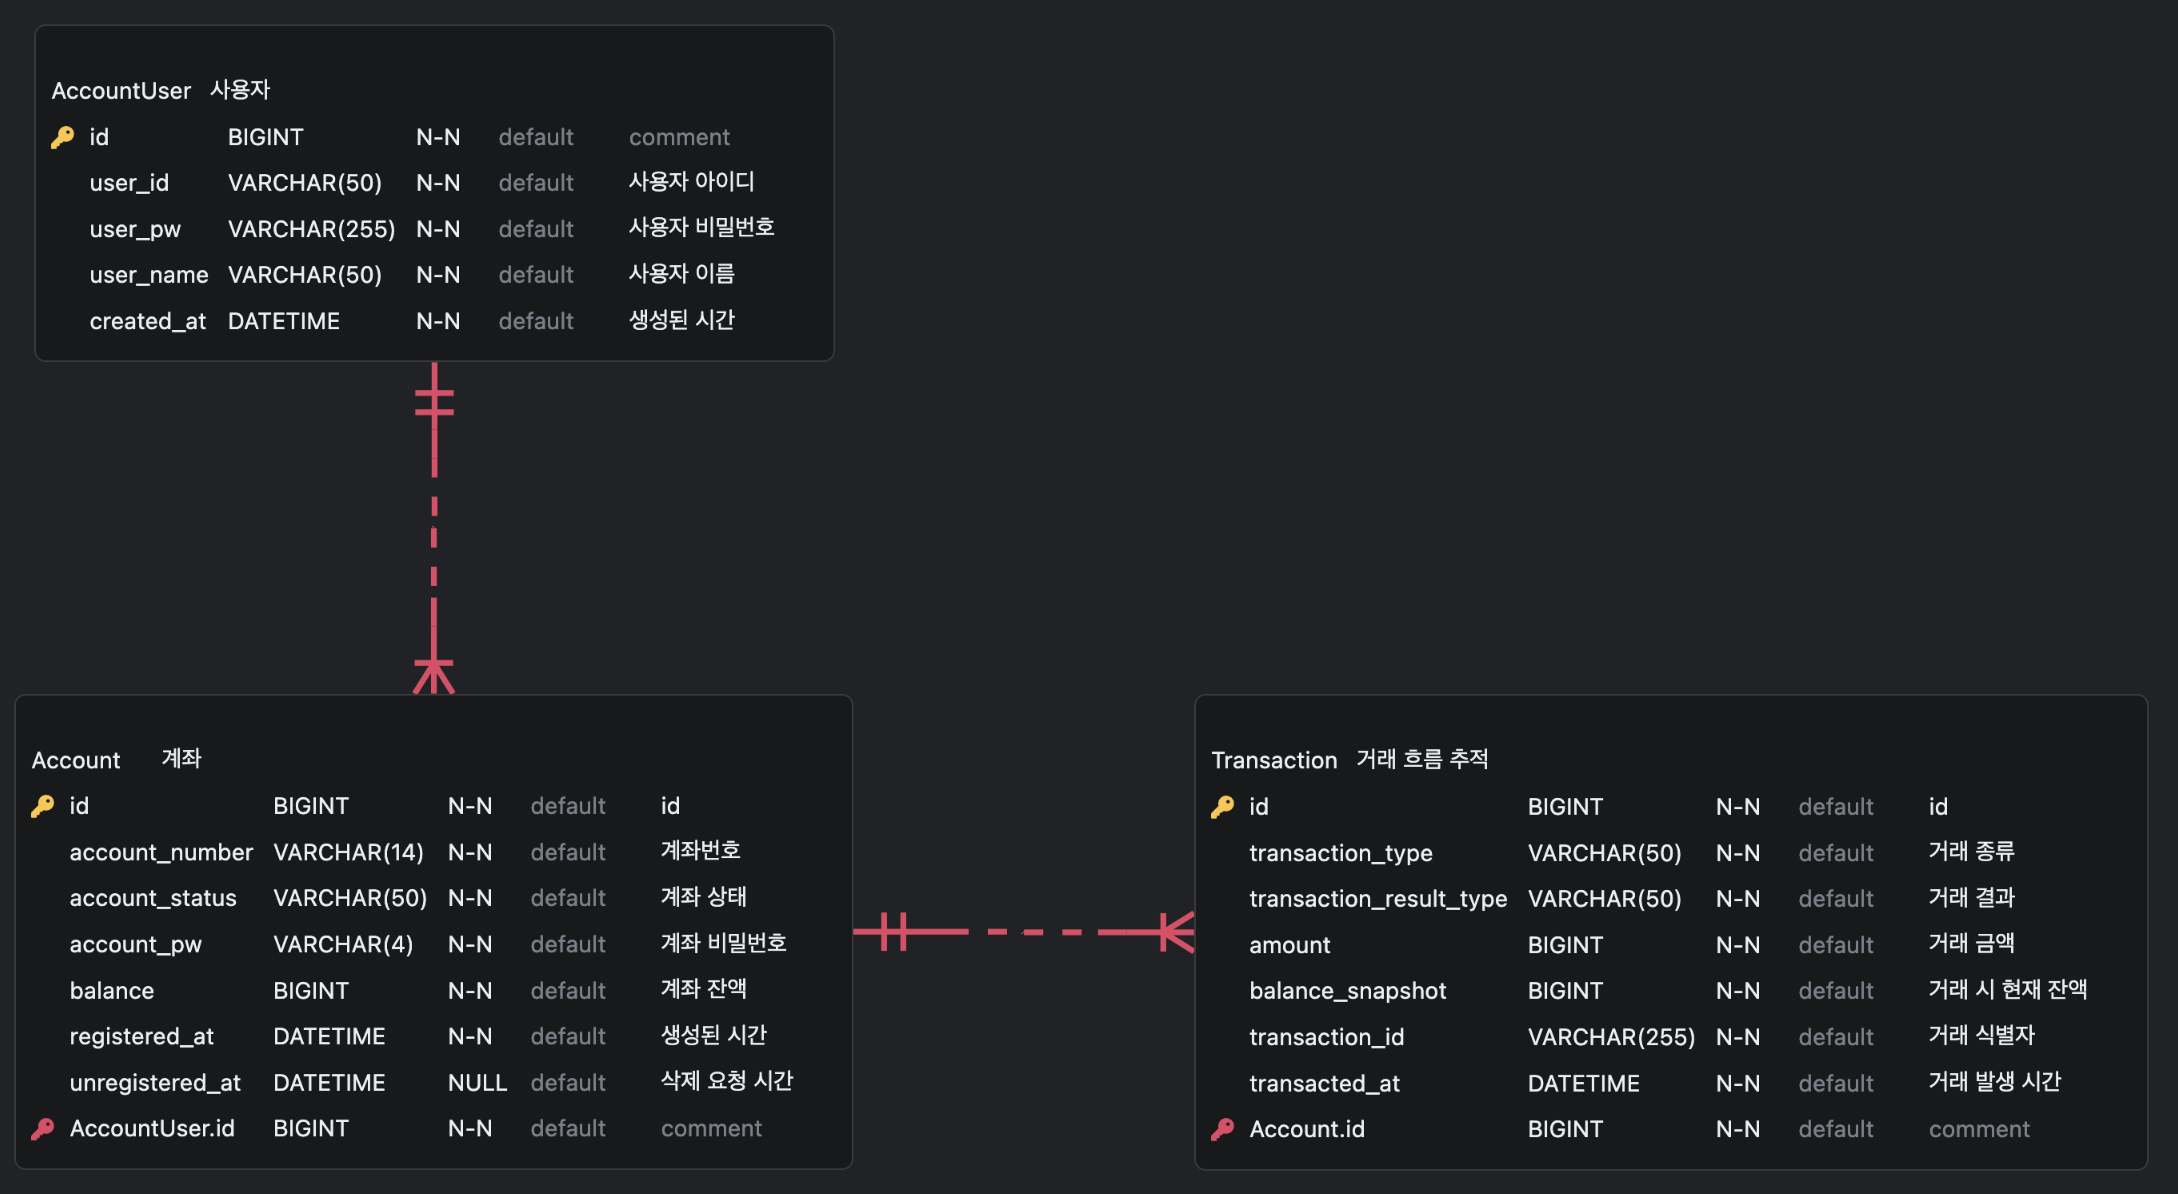 AccountUser 사용자
id BIGINT N-N default comment
user_id VARCHAR(50) N-N default 사용자 아이디
user_pw VARCHAR(255) N-N default 사용자 비밀번호
user_name VARCHAR(50) N-N default 사용자 이름
created_at DATETIME N-N default 생성된 시간
Account 계좌
id BIGINT N-N default id
account_number VARCHAR(14) N-N default 계좌번호
account_status VARCHAR(50) N-N default 계좌 상태
account_pw VARCHAR(4) N-N default 계좌 비밀번호
balance BIGINT N-N default 계좌 잔액
registered_at DATETIME N-N default 생성된 시간
unregistered_at DATETIME NULL default 삭제 요청 시간
AccountUser.id BIGINT N-N default comment
Transaction 거래 흐름 추적
id BIGINT N-N default id
transaction_type VARCHAR(50) N-N default 거래 종류
transaction_result_type VARCHAR(50) N-N default 거래 결과
amount BIGINT N-N default 거래 금액
balance_snapshot BIGINT N-N default 거래 시 현재 잔액
transaction_id VARCHAR(255) N-N default 거래 식별자
transacted_at DATETIME N-N default 거래 발생 시간
Account.id BIGINT N-N default comment